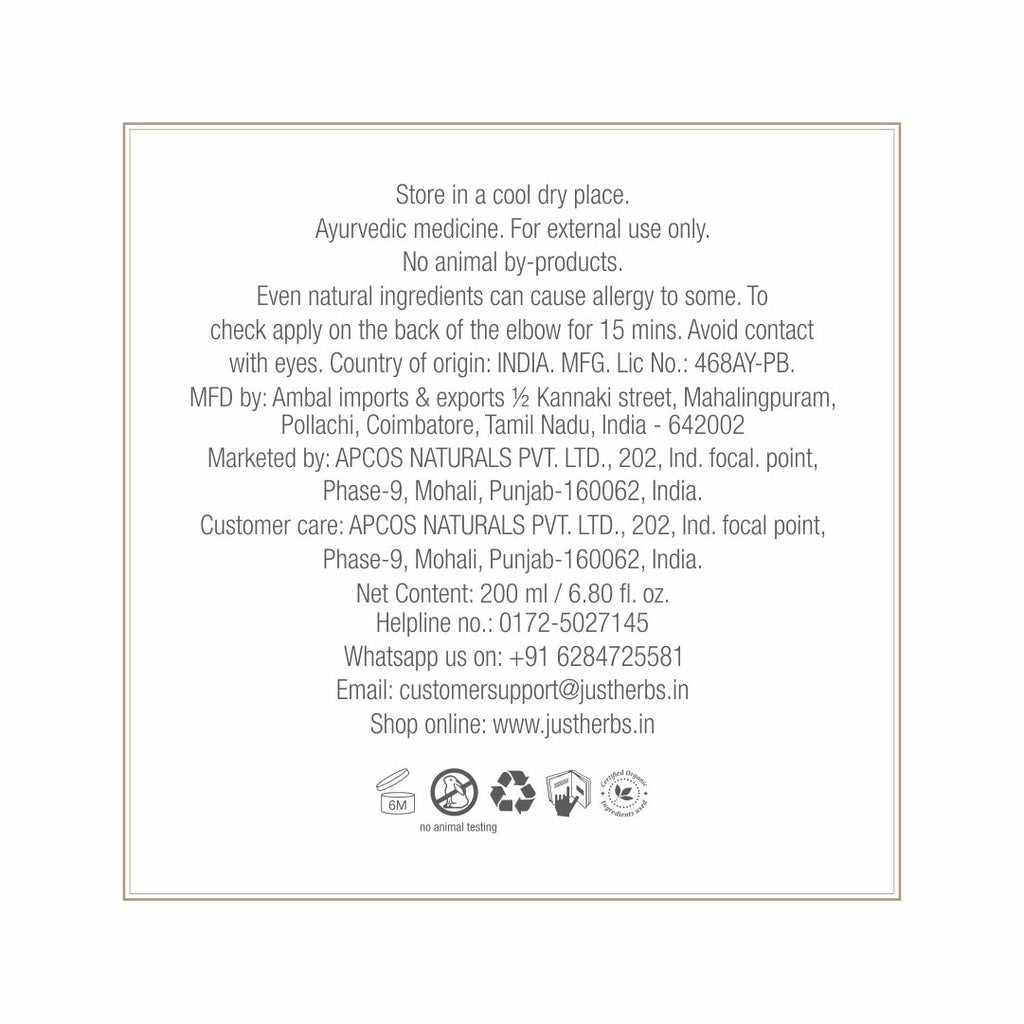 Store in a cool dry place.
Ayurvedic medicine. For external use only.
No animal by-products.
Even natural ingredients can cause allergy to some. To
check apply on the back of the elbow for 15 mins. Avoid contact
with eyes. Country of origin: INDIA. MFG. Lic No.: 468AY-PB.
MFD by: Ambal imports & exports ½ Kannaki street, Mahalingpuram,
Pollachi, Coimbatore, Tamil Nadu, India - 642002
Marketed by: APCOS NATURALS PVT. LTD., 202, Ind. focal. point,
Phase-9, Mohali, Punjab-160062, India.
Customer care: APCOS NATURALS PVT. LTD., 202, Ind. focal point,
Phase-9, Mohali, Punjab-160062, India.
Net Content: 200 ml / 6.80 fl. oz.
Helpline no.: 0172-5027145
Whatsapp us on: +91 6284725581
Email: customersupport@justherbs.in
Shop online: www.justherbs.in
6M
no animal testing
Certified Organic
Ingredients used